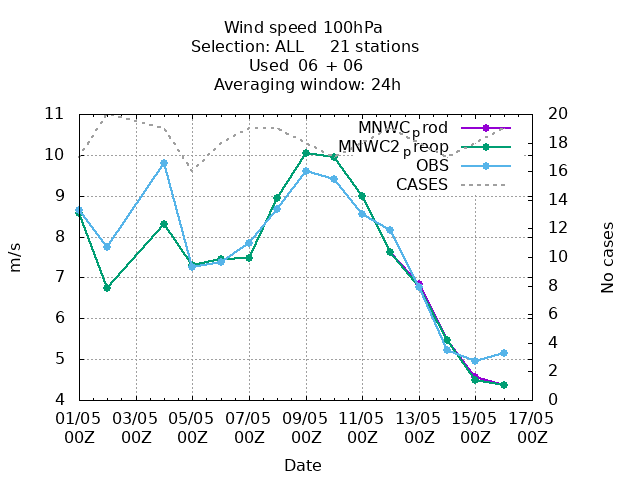 Wind speed 100hPa
Selection: ALL     21 stations
Used  06 + 06
Averaging window: 24h
MNWC_prod
MNWC2_preop
OBS
CASES
m/s
11
10
9
8
7
6
5
4
No cases
20
18
16
14
12
10
8
6
4
2
0
01/05 03/05 05/05 07/05 09/05 11/05 13/05 15/05 17/05
00Z 00Z 00Z 00Z 00Z 00Z 00Z 00Z 00Z
Date